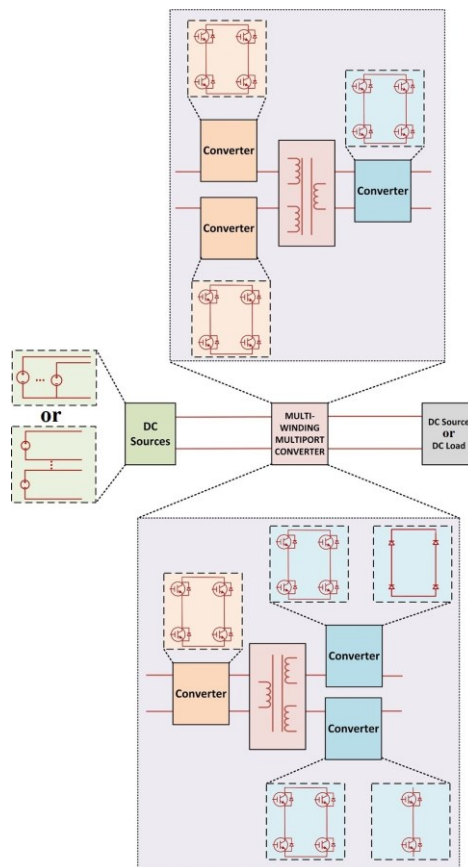 Converter
Converter
Converter
or
DC
Sources
MULTI-
WINDING
MULTIPORT
CONVERTER
DC Source
or
DC Load
Converter
Converter
Converter